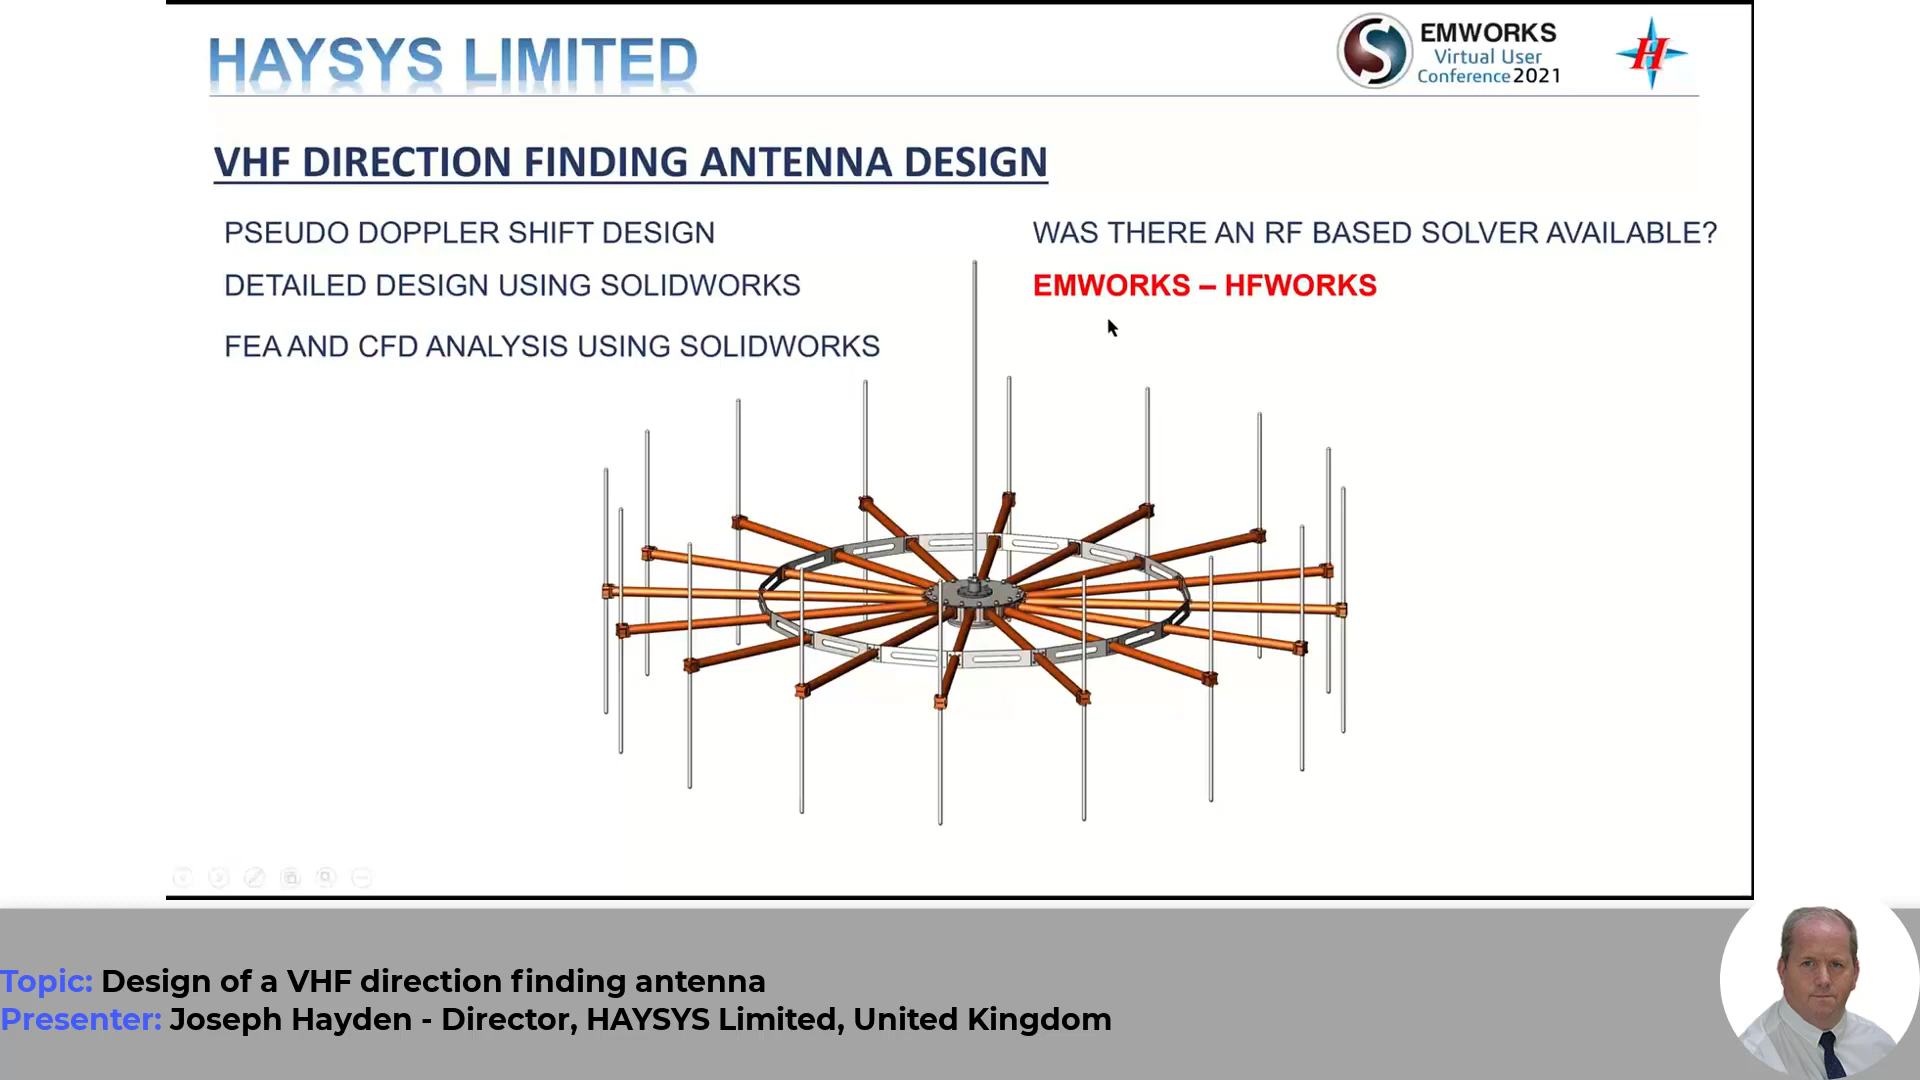 HAYSYS LIMITED
EMWORKS
Virtual User
Conference 2021
H
VHF DIRECTION FINDING ANTENNA DESIGN
PSEUDO DOPPLER SHIFT DESIGN
DETAILED DESIGN USING SOLIDWORKS
FEA AND CFD ANALYSIS USING SOLIDWORKS
WAS THERE AN RF BASED SOLVER AVAILABLE?
EMWORKS – HFWORKS
Topic: Design of a VHF direction finding antenna
Presenter: Joseph Hayden - Director, HAYSYS Limited, United Kingdom